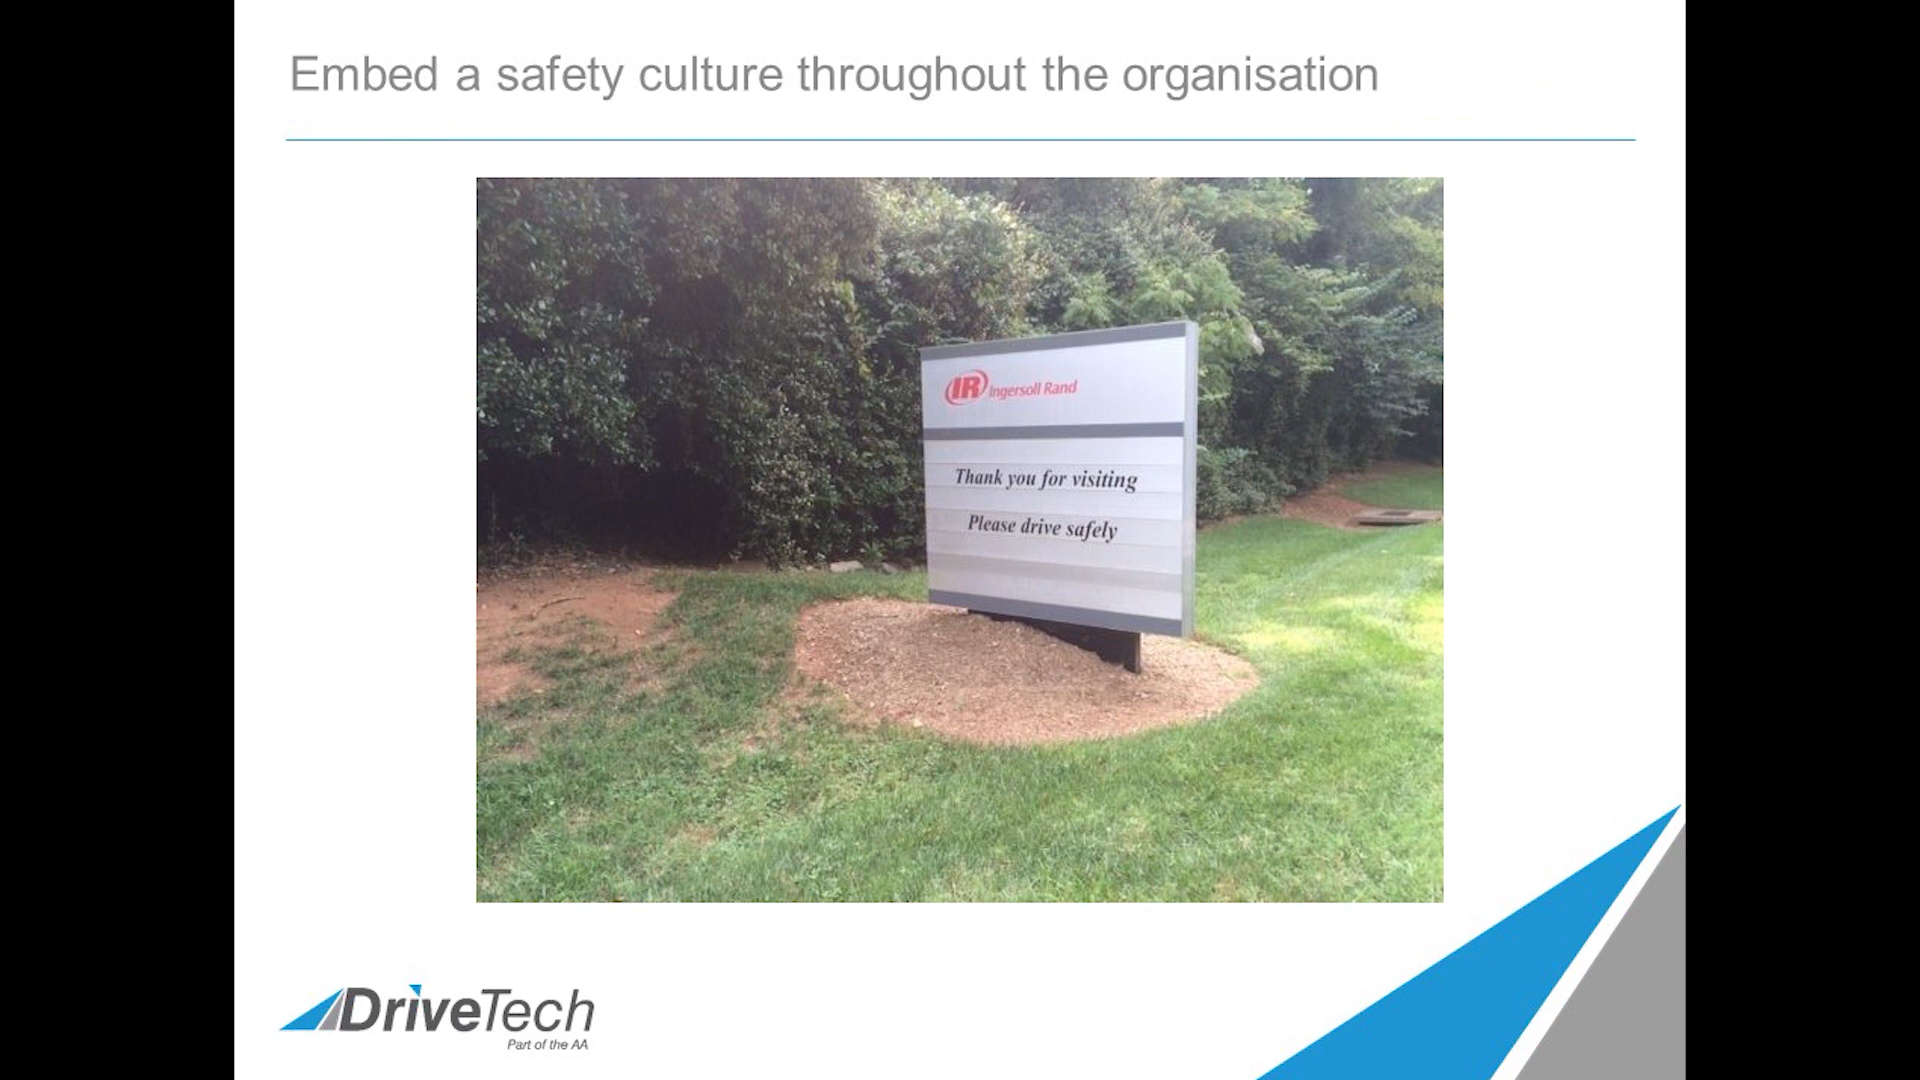 Embed a safety culture throughout the organisation
IR Ingersoll Rand
Thank you for visiting
Please drive safely
DriveTech
Part of the AA